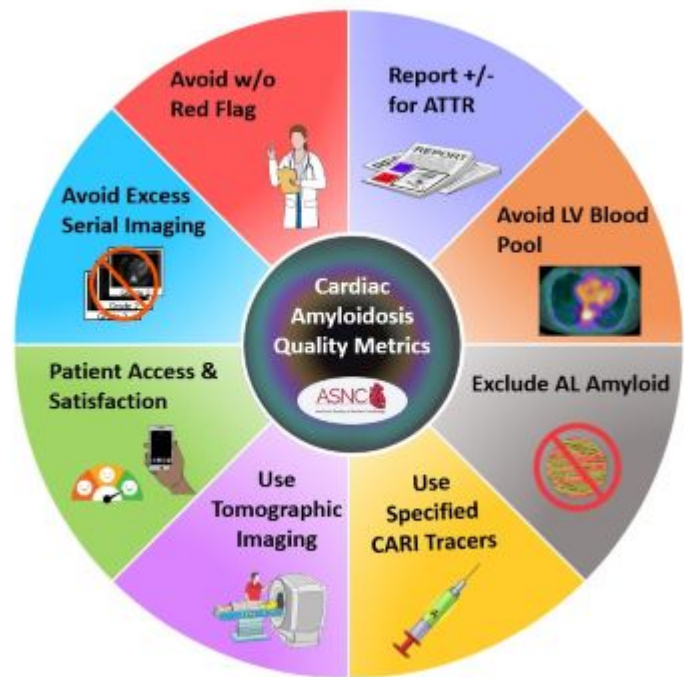 Avoid w/o
Red Flag
Report +/-
for ATTR
Avoid LV Blood
Pool
Exclude AL Amyloid
Use
Specified
CARI Tracers
Use
Tomographic
Imaging
Patient Access &
Satisfaction
Avoid Excess
Serial Imaging
Cardiac
Amyloidosis
Quality Metrics
ASNC
REPORT